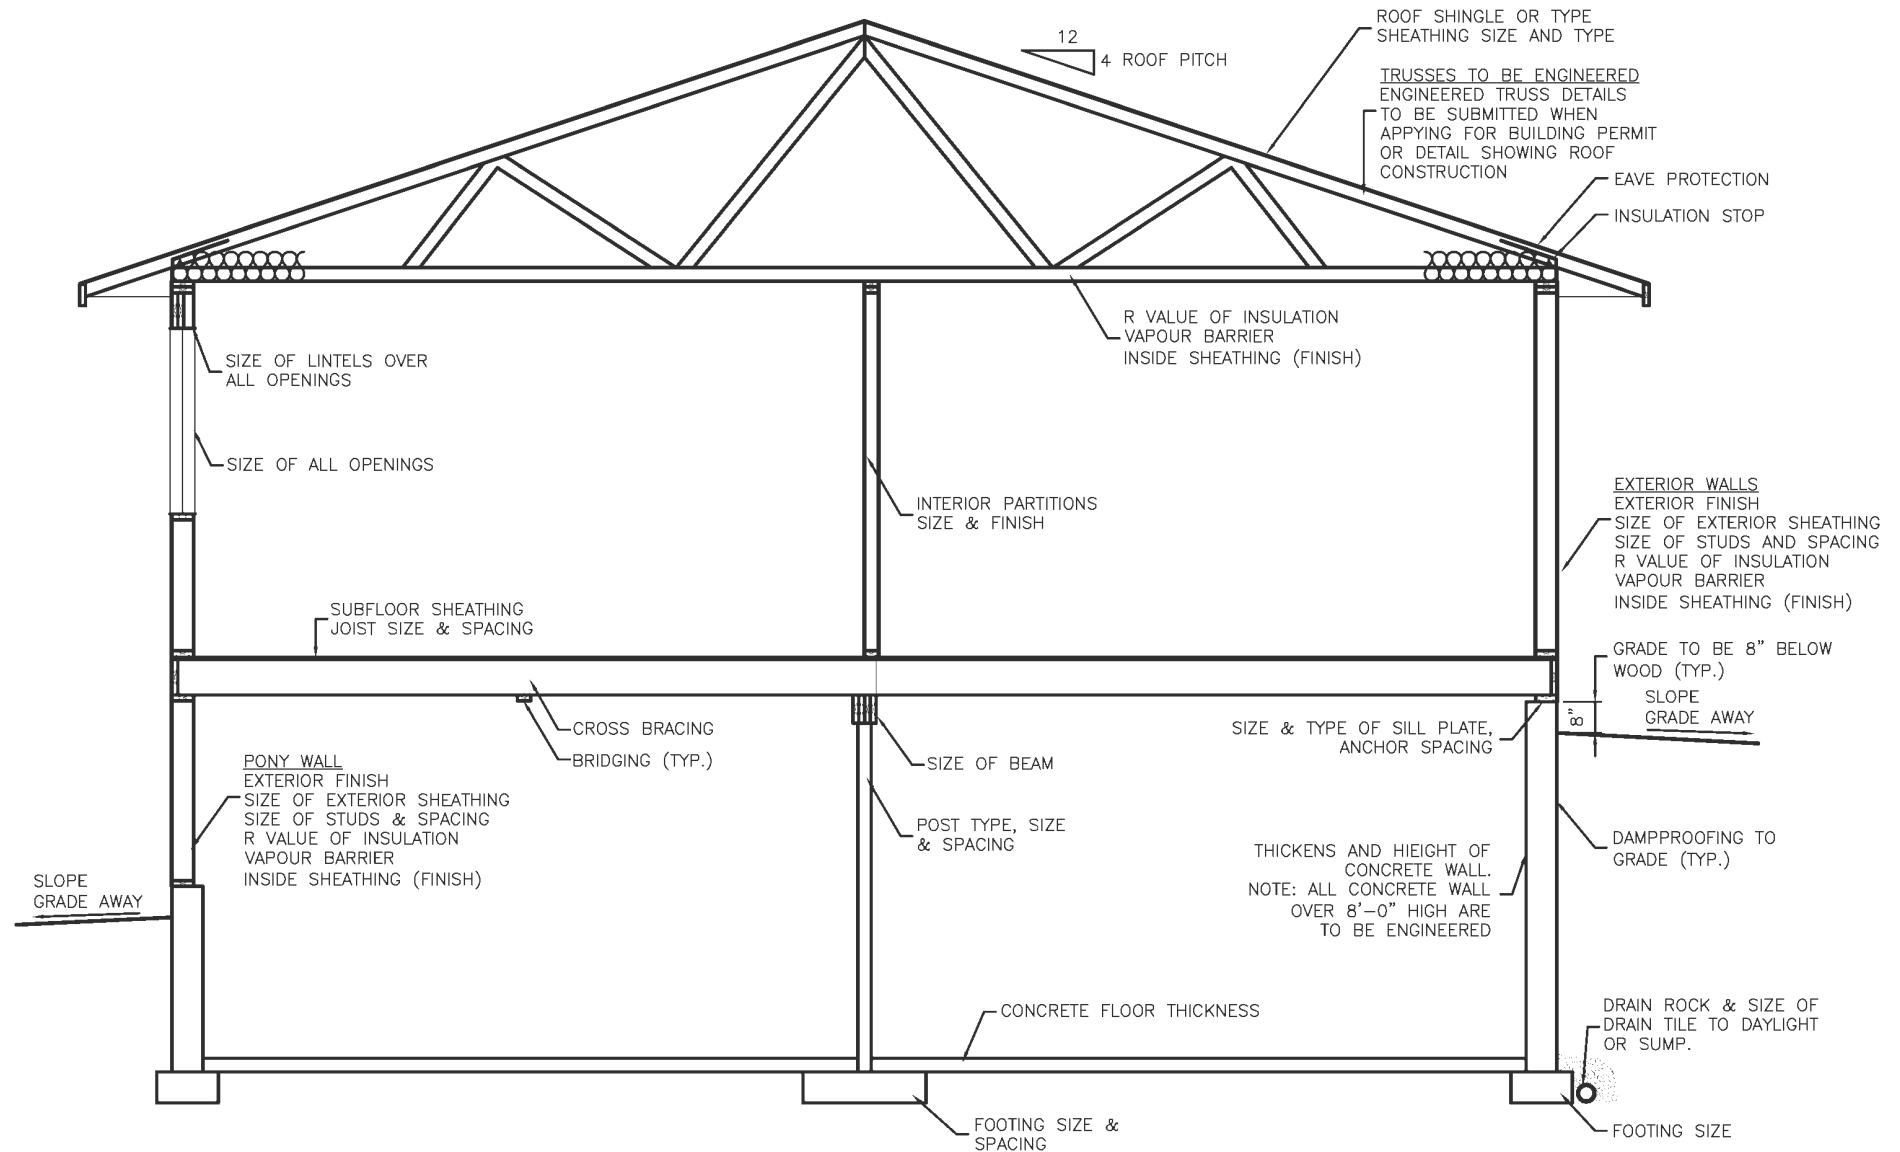 ROOF SHINGLE OR TYPE
SHEATHING SIZE AND TYPE
12
4 ROOF PITCH
TRUSSES TO BE ENGINEERED
ENGINEERED TRUSS DETAILS
TO BE SUBMITTED WHEN
APPYING FOR BUILDING PERMIT
OR DETAIL SHOWING ROOF
CONSTRUCTION
EAVE PROTECTION
INSULATION STOP
R VALUE OF INSULATION
VAPOUR BARRIER
INSIDE SHEATHING (FINISH)
SIZE OF LINTELS OVER
ALL OPENINGS
SIZE OF ALL OPENINGS
INTERIOR PARTITIONS
SIZE & FINISH
EXTERIOR WALLS
EXTERIOR FINISH
SIZE OF EXTERIOR SHEATHING
SIZE OF STUDS AND SPACING
R VALUE OF INSULATION
VAPOUR BARRIER
INSIDE SHEATHING (FINISH)
SUBFLOOR SHEATHING
JOIST SIZE & SPACING
GRADE TO BE 8" BELOW
WOOD (TYP.)
SLOPE
GRADE AWAY
8"
SIZE & TYPE OF SILL PLATE,
ANCHOR SPACING
CROSS BRACING
BRIDGING (TYP.)
SIZE OF BEAM
PONY WALL
EXTERIOR FINISH
SIZE OF EXTERIOR SHEATHING
SIZE OF STUDS & SPACING
R VALUE OF INSULATION
VAPOUR BARRIER
INSIDE SHEATHING (FINISH)
POST TYPE, SIZE
& SPACING
DAMPPROOFING TO
GRADE (TYP.)
THICKENS AND HIEIGHT OF
CONCRETE WALL.
NOTE: ALL CONCRETE WALL
OVER 8'-0" HIGH ARE
TO BE ENGINEERED
SLOPE
GRADE AWAY
CONCRETE FLOOR THICKNESS
DRAIN ROCK & SIZE OF
DRAIN TILE TO DAYLIGHT
OR SUMP.
FOOTING SIZE &
SPACING
FOOTING SIZE